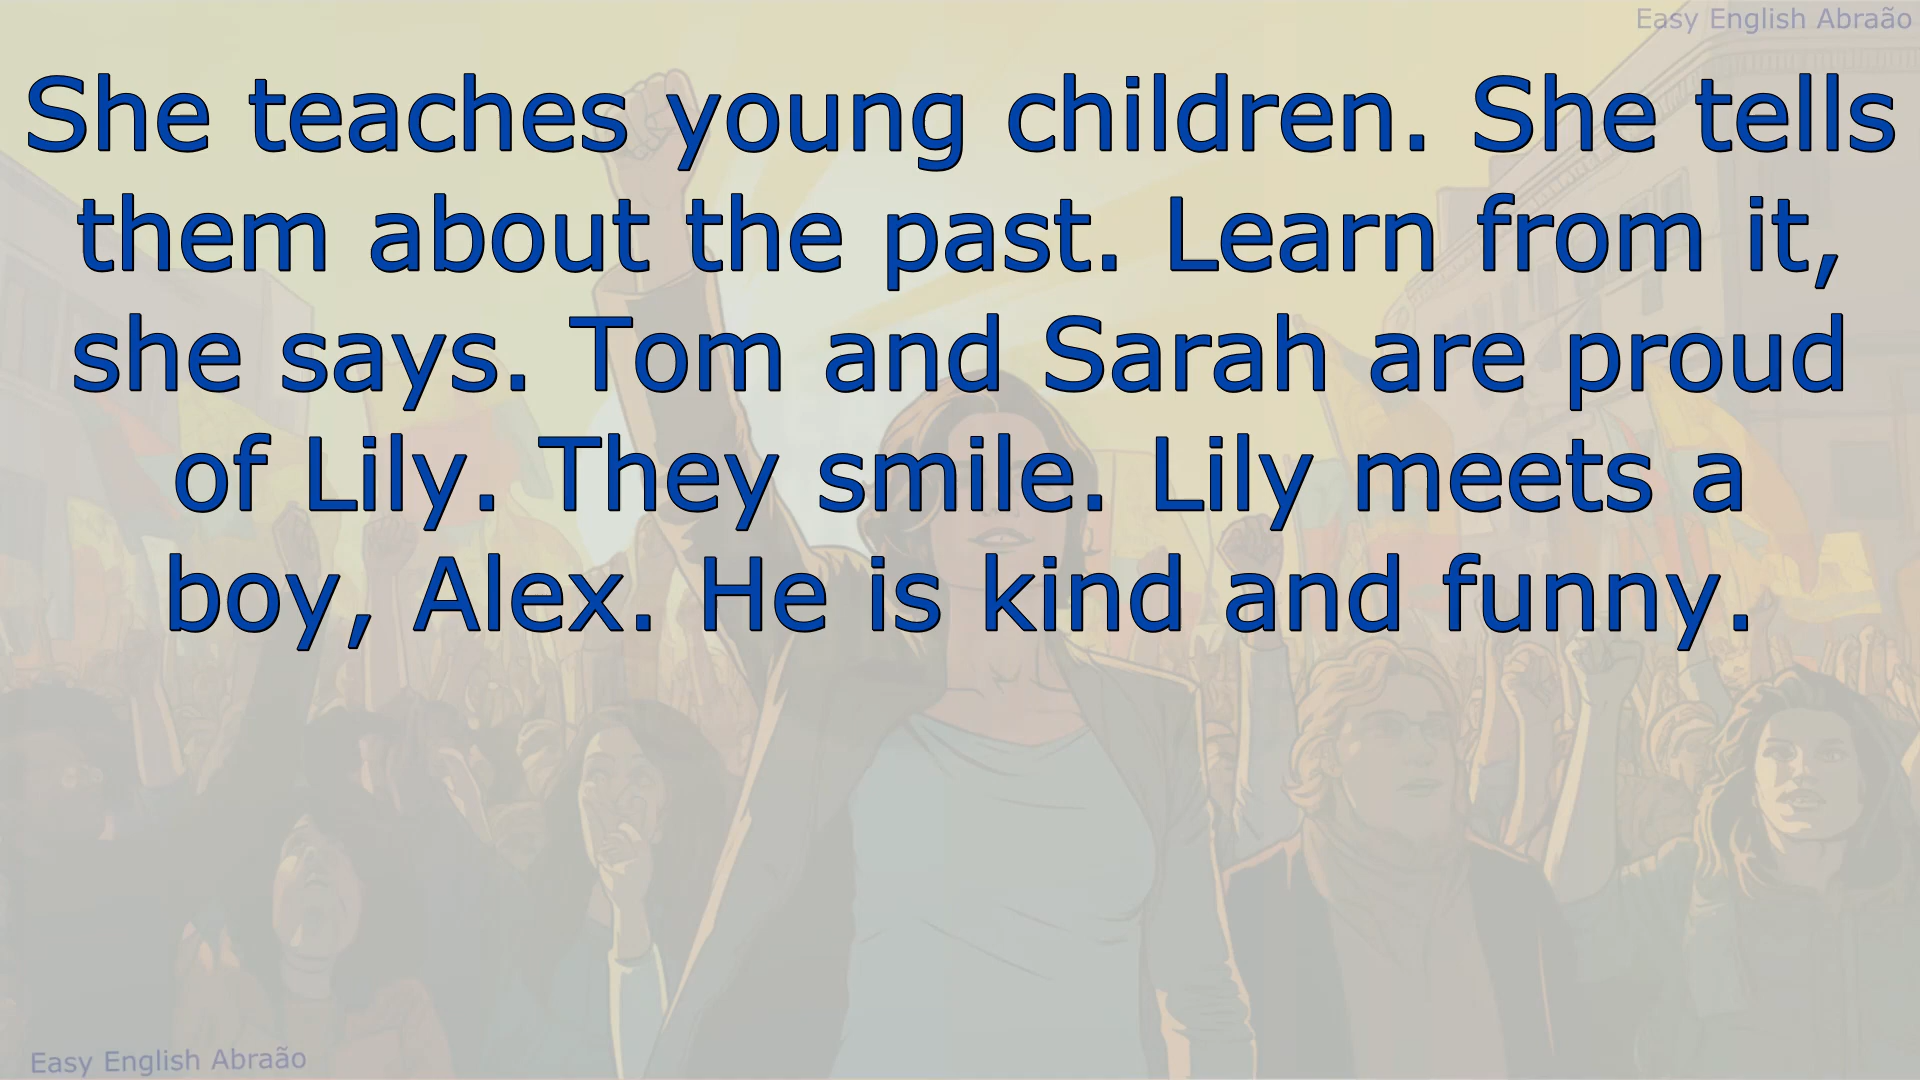 Easy English Abraão
She teaches young children. She tells
them about the past. Learn from it,
she says. Tom and Sarah are proud
of Lily. They smile. Lily meets a
boy, Alex. He is kind and funny.
Easy English Abraão